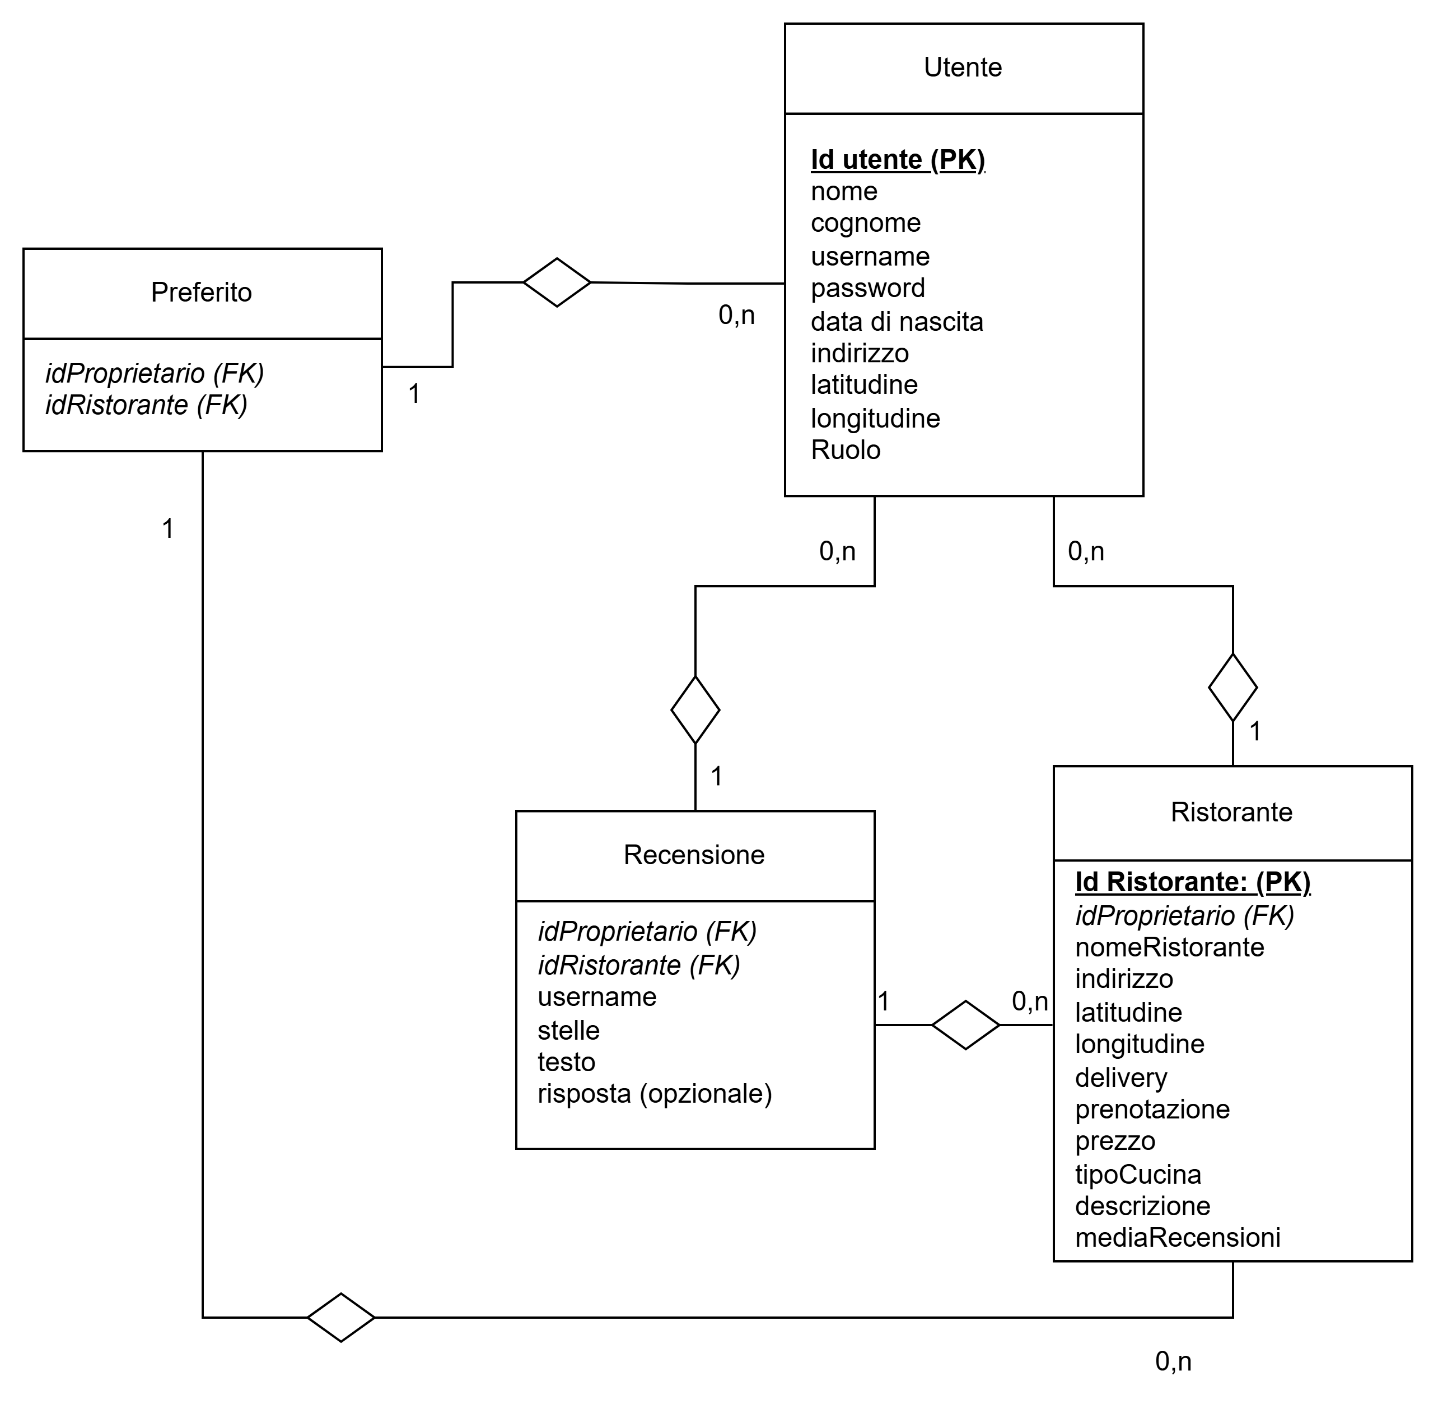 Utente
Id utente (PK)
nome
cognome
username
password
data di nascita
indirizzo
latitudine
longitudine
Ruolo
Preferito
idProprietario (FK)
idRistorante (FK)
0,n
1
1
0,n
0,n
1
1
Recensione
idProprietario (FK)
idRistorante (FK)
username
stelle
testo
risposta (opzionale)
Ristorante
Id Ristorante: (PK)
idProprietario (FK)
nomeRistorante
indirizzo
latitudine
longitudine
delivery
prenotazione
prezzo
tipoCucina
descrizione
mediaRecensioni
1
0,n
0,n